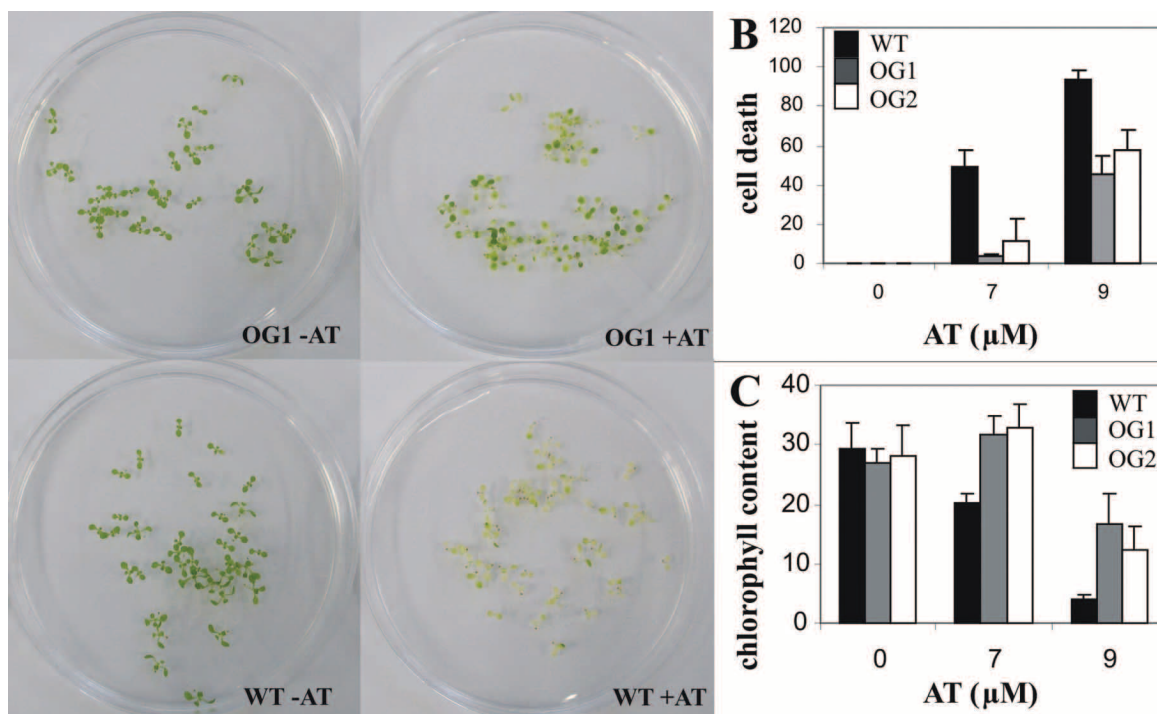 OG1 -AT
OG1 +AT
WT -AT
WT +AT
B
WT
OG1
OG2
120
100
80
60
40
20
0
cell death
0 7 9
AT (µM)
C
WT
OG1
OG2
40
30
20
10
0
chlorophyll content
0 7 9
AT (µM)